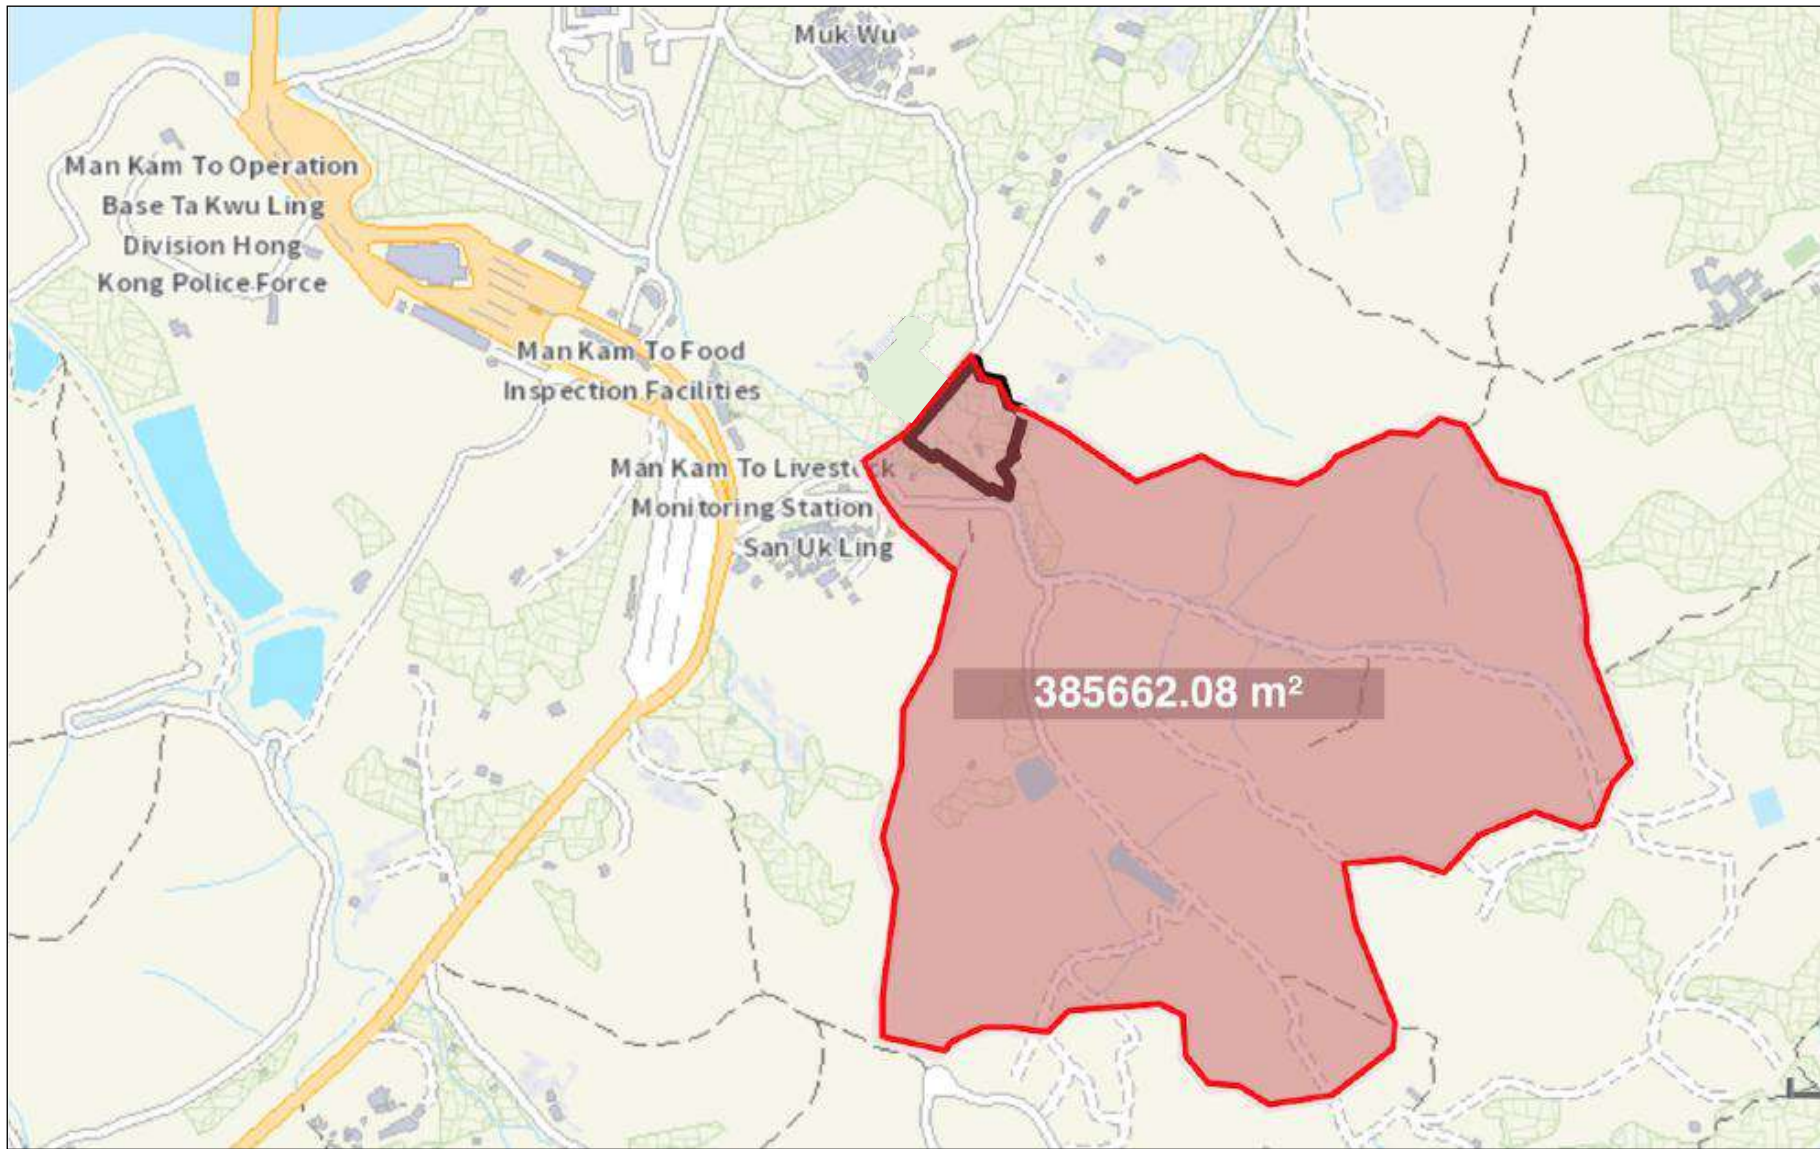 Muk Wu
Man Kam To Operation
Base Ta Kwu Ling
Division Hong
Kong Police Force
Man Kam To Food
Inspection Facilities
Man Kam To Livestock
Monitoring Station
San Uk Ling
385662.08 m²